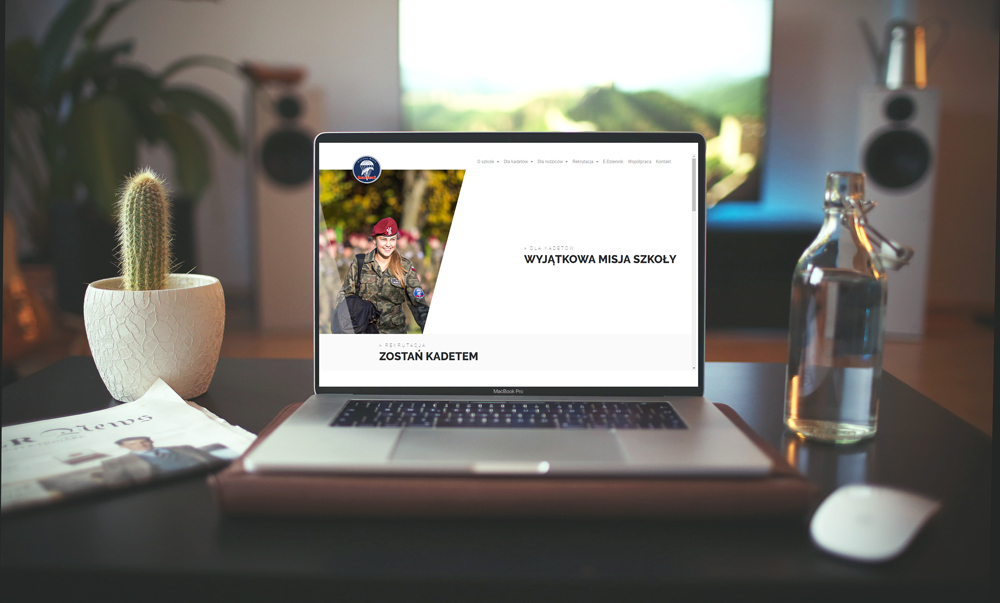 O szkole Dla kadetów Dla rodziców Rekrutacja E-Dziennik Współpraca Kontakt
DLA KADETÓW
WYJĄTKOWA MISJA SZKOŁY
REKRUTACJA
ZOSTAŃ KADETEM
MacBook Pro
News